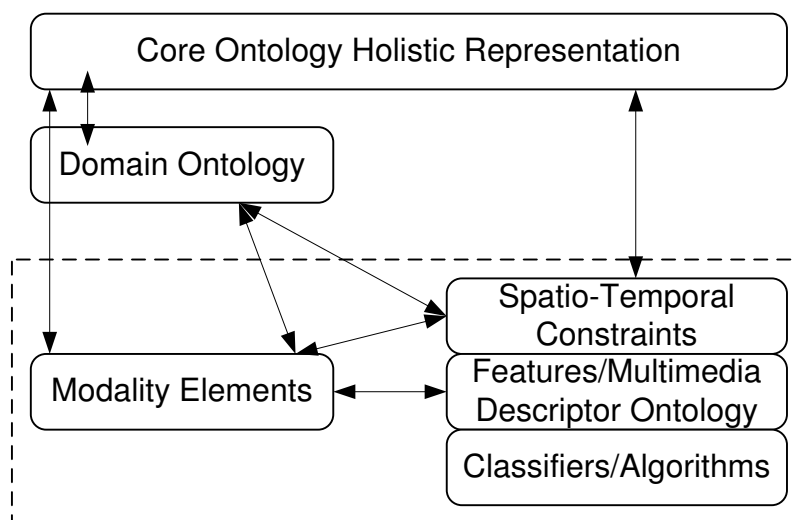 Core Ontology Holistic Representation
Domain Ontology
Spatio-Temporal
Constraints
Modality Elements
Features/Multimedia
Descriptor Ontology
Classifiers/Algorithms